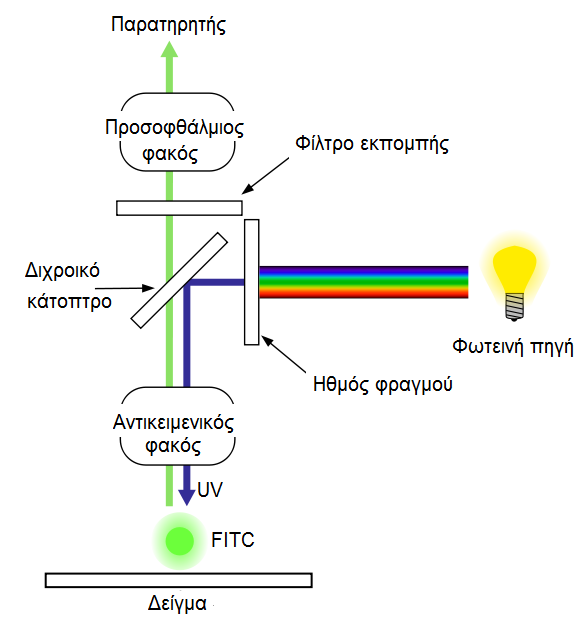 Παρατηρητής
Προσοφθάλμιος
φακός
Φίλτρο εκπομπής
Διχροικό
κάτοπτρο
Φωτεινή πηγή
Ηθμός φραγμού
Αντικειμενικός
φακός
UV
FITC
Δείγμα